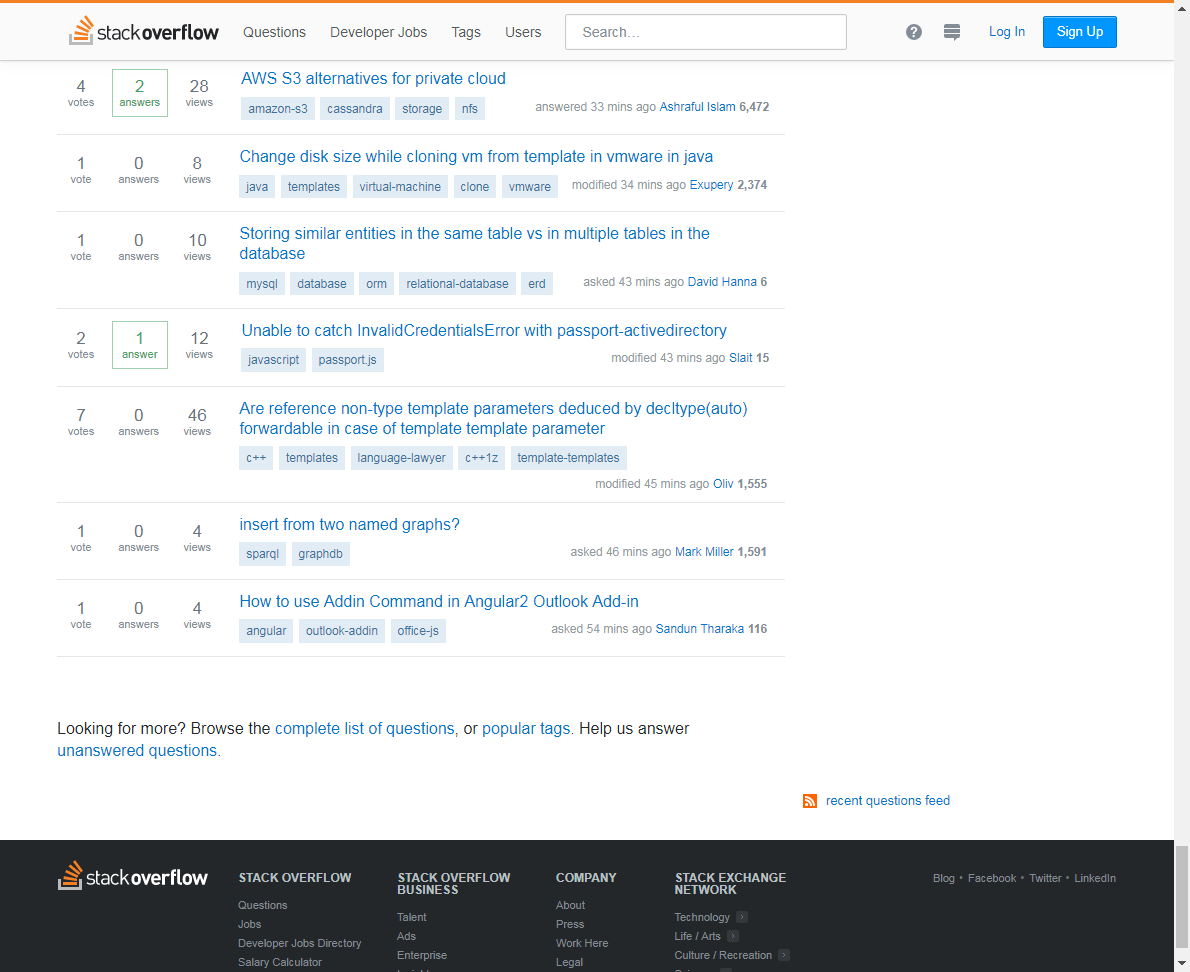 stack overflow Questions Developer Jobs Tags Users Search... ? Log In Sign Up
4 votes 2 answers 28 views AWS S3 alternatives for private cloud
amazon-s3 cassandra storage nfs answered 33 mins ago Ashraful Islam 6,472
1 vote 0 answers 8 views Change disk size while cloning vm from template in vmware in java
java templates virtual-machine clone vmware modified 34 mins ago Exupery 2,374
1 vote 0 answers 10 views Storing similar entities in the same table vs in multiple tables in the
database
mysql database orm relational-database erd asked 43 mins ago David Hanna 6
2 votes 1 answer 12 views Unable to catch InvalidCredentialsError with passport-activedirectory
javascript passport.js modified 43 mins ago Slait 15
7 votes 0 answers 46 views Are reference non-type template parameters deduced by decltype(auto)
forwardable in case of template template parameter
c++ templates language-lawyer c++1z template-templates
modified 45 mins ago Oliv 1,555
1 vote 0 answers 4 views insert from two named graphs?
sparql graphdb asked 46 mins ago Mark Miller 1,591
1 vote 0 answers 4 views How to use Addin Command in Angular2 Outlook Add-in
angular outlook-addin office-js asked 54 mins ago Sandun Tharaka 116
Looking for more? Browse the complete list of questions, or popular tags. Help us answer
unanswered questions.
recent questions feed
stack overflow
STACK OVERFLOW
Questions
Jobs
Developer Jobs Directory
Salary Calculator
STACK OVERFLOW
BUSINESS
Talent
Ads
Enterprise
COMPANY
About
Press
Work Here
Legal
STACK EXCHANGE
NETWORK
Technology
Life / Arts
Culture / Recreation
Blog • Facebook • Twitter • LinkedIn